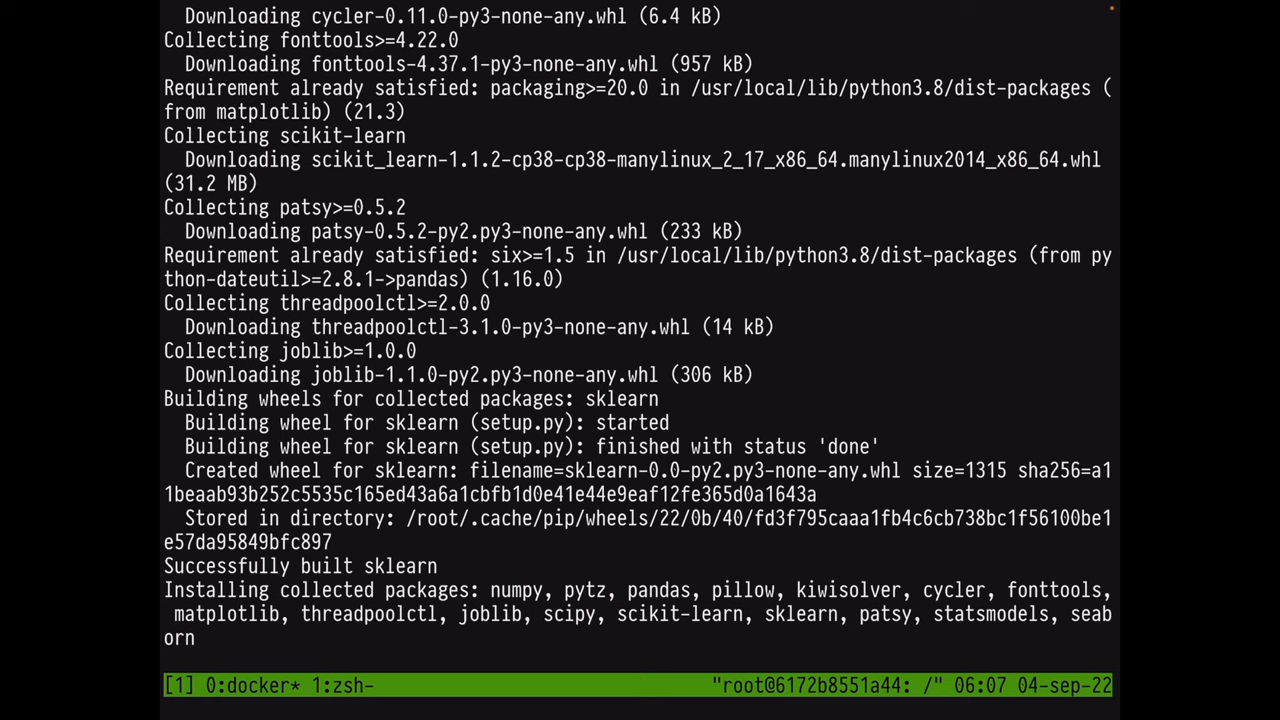 Downloading cycler-0.11.0-py3-none-any.whl (6.4 kB)
Collecting fonttools>=4.22.0
Downloading fonttools-4.37.1-py3-none-any.whl (957 kB)
Requirement already satisfied: packaging>=20.0 in /usr/local/lib/python3.8/dist-packages (
from matplotlib) (21.3)
Collecting scikit-learn
Downloading scikit_learn-1.1.2-cp38-cp38-manylinux_2_17_x86_64.manylinux2014_x86_64.whl
(31.2 MB)
Collecting patsy>=0.5.2
Downloading patsy-0.5.2-py2.py3-none-any.whl (233 kB)
Requirement already satisfied: six>=1.5 in /usr/local/lib/python3.8/dist-packages (from py
thon-dateutil>=2.8.1->pandas) (1.16.0)
Collecting threadpoolctl>=2.0.0
Downloading threadpoolctl-3.1.0-py3-none-any.whl (14 kB)
Collecting joblib>=1.0.0
Downloading joblib-1.1.0-py2.py3-none-any.whl (306 kB)
Building wheels for collected packages: sklearn
Building wheel for sklearn (setup.py): started
Building wheel for sklearn (setup.py): finished with status 'done'
Created wheel for sklearn: filename=sklearn-0.0-py2.py3-none-any.whl size=1315 sha256=a1
1beaab93b252c5535c165ed43a6a1cbfb1d0e41e44e9eaf12fe365d0a1643a
Stored in directory: /root/.cache/pip/wheels/22/0b/40/fd3f795caaa1fb4c6cb738bc1f56100be1
e57da95849bfc897
Successfully built sklearn
Installing collected packages: numpy, pytz, pandas, pillow, kiwisolver, cycler, fonttools,
matplotlib, threadpoolctl, joblib, scipy, scikit-learn, sklearn, patsy, statsmodels, seab
orn
[1] 0:docker* 1:zsh- "root@6172b8551a44: /" 06:07 04-sep-22